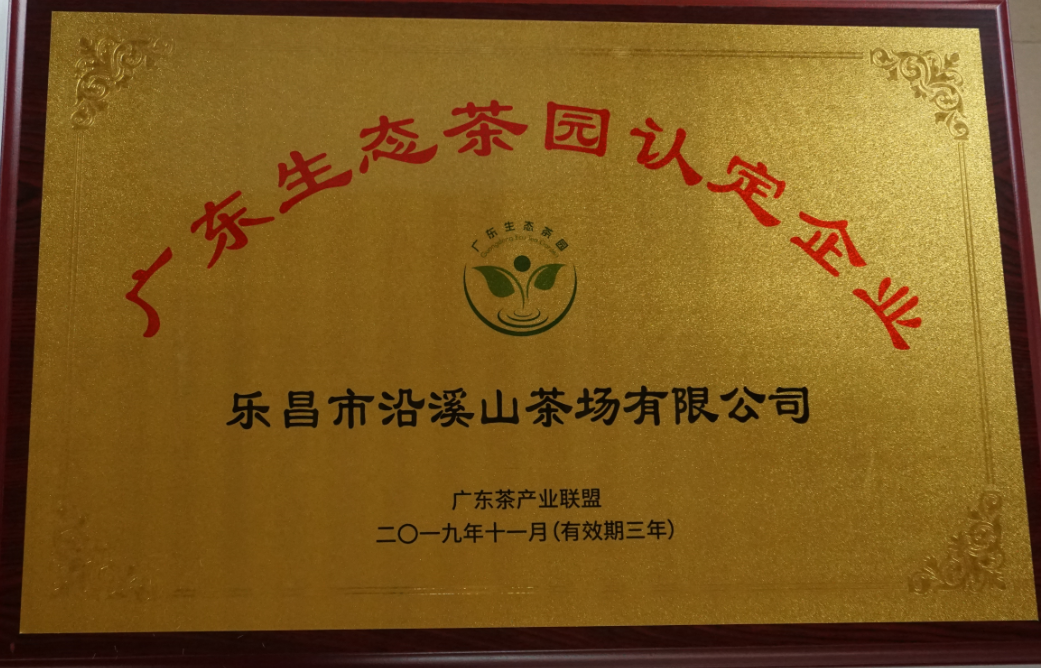 广东生态茶园认定企业
广东生态茶园
乐昌市沿溪山茶场有限公司
广东茶产业联盟
二〇一九年十一月(有效期三年)